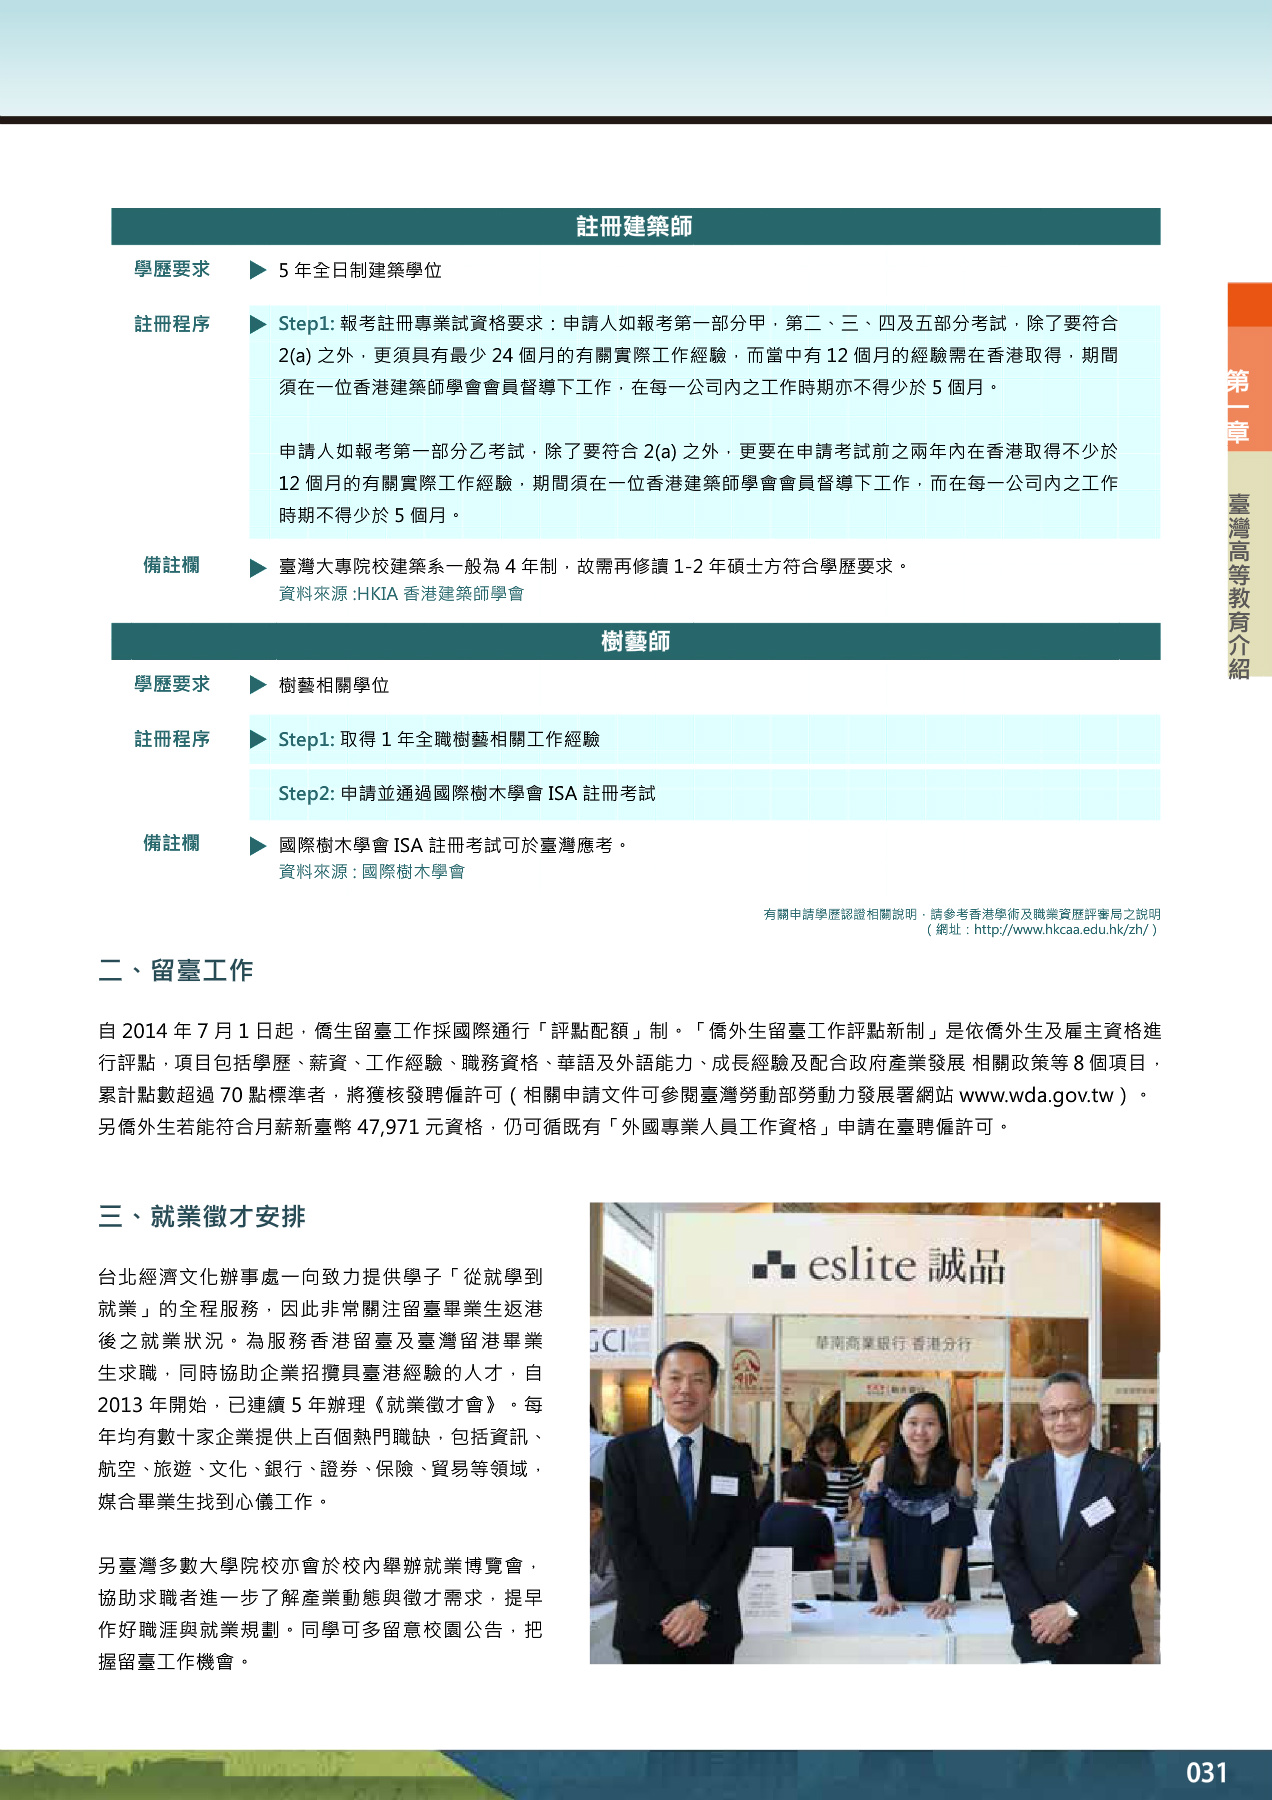 註冊建築師
學歷要求 ▶ 5 年全日制建築學位
註冊程序 ▶ Step1: 報考註冊專業試資格要求：申請人如報考第一部分甲，第二、三、四及五部分考試，除了要符合
2(a) 之外，更須具有最少 24 個月的有關實際工作經驗，而當中有 12 個月的經驗需在香港取得，期間
須在一位香港建築師學會會員督導下工作，在每一公司內之工作時期亦不得少於 5 個月。
申請人如報考第一部分乙考試，除了要符合 2(a) 之外，更要在申請考試前之兩年內在香港取得不少於
12 個月的有關實際工作經驗，期間須在一位香港建築師學會會員督導下工作，而在每一公司內之工作
時期不得少於 5 個月。
備註欄 ▶ 臺灣大專院校建築系一般為 4 年制，故需再修讀 1-2 年碩士方符合學歷要求。
資料來源 :HKIA 香港建築師學會
樹藝師
學歷要求 ▶ 樹藝相關學位
註冊程序 ▶ Step1: 取得 1 年全職樹藝相關工作經驗
Step2: 申請並通過國際樹木學會 ISA 註冊考試
備註欄 ▶ 國際樹木學會 ISA 註冊考試可於臺灣應考。
資料來源 : 國際樹木學會
有關申請學歷認證相關說明，請參考香港學術及職業資歷評審局之說明
（網址：http://www.hkcaa.edu.hk/zh/）
第一章
臺灣高等教育介紹
二、留臺工作
自 2014 年 7 月 1 日起，僑生留臺工作採國際通行「評點配額」制。「僑外生留臺工作評點新制」是依僑外生及雇主資格進
行評點，項目包括學歷、薪資、工作經驗、職務資格、華語及外語能力、成長經驗及配合政府產業發展 相關政策等 8 個項目，
累計點數超過 70 點標準者，將獲核發聘僱許可（相關申請文件可參閱臺灣勞動部勞動力發展署網站 www.wda.gov.tw）。
另僑外生若能符合月薪新臺幣 47,971 元資格，仍可循既有「外國專業人員工作資格」申請在臺聘僱許可。
三、就業徵才安排
台北經濟文化辦事處一向致力提供學子「從就學到
就業」的全程服務，因此非常關注留臺畢業生返港
後之就業狀況。為服務香港留臺及臺灣留港畢業
生求職，同時協助企業招攬具臺港經驗的人才，自
2013 年開始，已連續 5 年辦理《就業徵才會》。每
年均有數十家企業提供上百個熱門職缺，包括資訊、
航空、旅遊、文化、銀行、證券、保險、貿易等領域，
媒合畢業生找到心儀工作。
另臺灣多數大學院校亦會於校內舉辦就業博覽會，
協助求職者進一步了解產業動態與徵才需求，提早
作好職涯與就業規劃。同學可多留意校園公告，把
握留臺工作機會。
eslite 誠品
華南商業銀行 香港分行
GCI
031